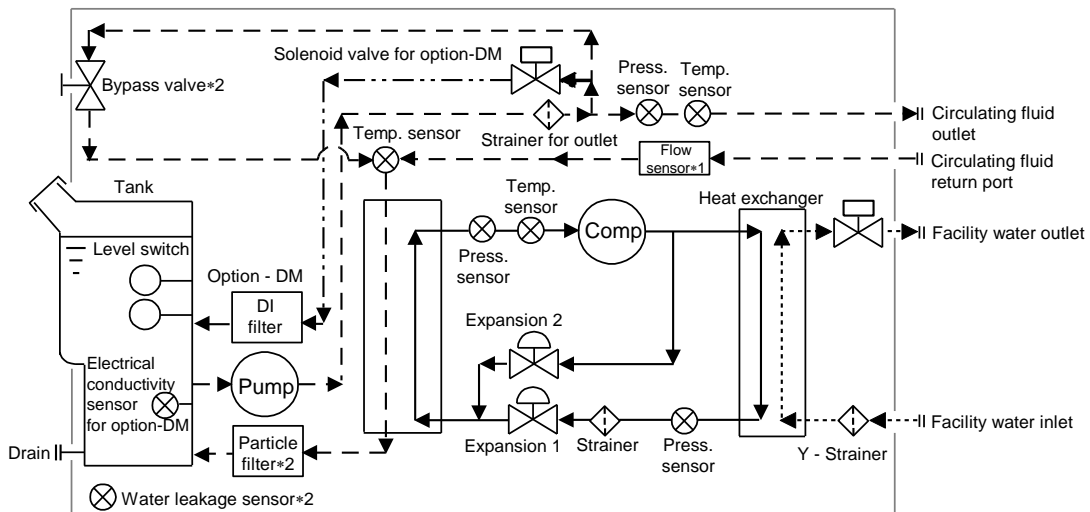 Solenoid valve for option-DM
Press.
sensor
Temp.
sensor
Bypass valve*2
Temp. sensor
Strainer for outlet
Circulating fluid
outlet
Flow
sensor*1
Circulating fluid
return port
Tank
Temp.
sensor
Heat exchanger
Comp
Facility water outlet
Level switch
Press.
sensor
Option - DM
DI
filter
Expansion 2
Electrical
conductivity
sensor
for option-DM
Pump
Facility water inlet
Expansion 1
Strainer
Press.
sensor
Y - Strainer
Drain
Particle
filter*2
Water leakage sensor*2